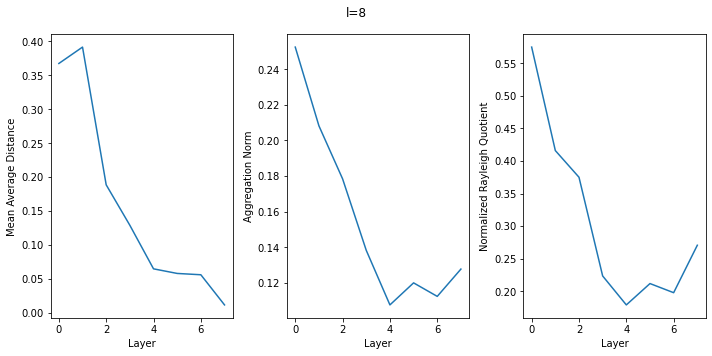 l=8
Mean Average Distance
0.40
0.35
0.30
0.25
0.20
0.15
0.10
0.05
0.00
0 2 4 6
Layer
Aggregation Norm
0.24
0.22
0.20
0.18
0.16
0.14
0.12
0 2 4 6
Layer
Normalized Rayleigh Quotient
0.55
0.50
0.45
0.40
0.35
0.30
0.25
0.20
0 2 4 6
Layer